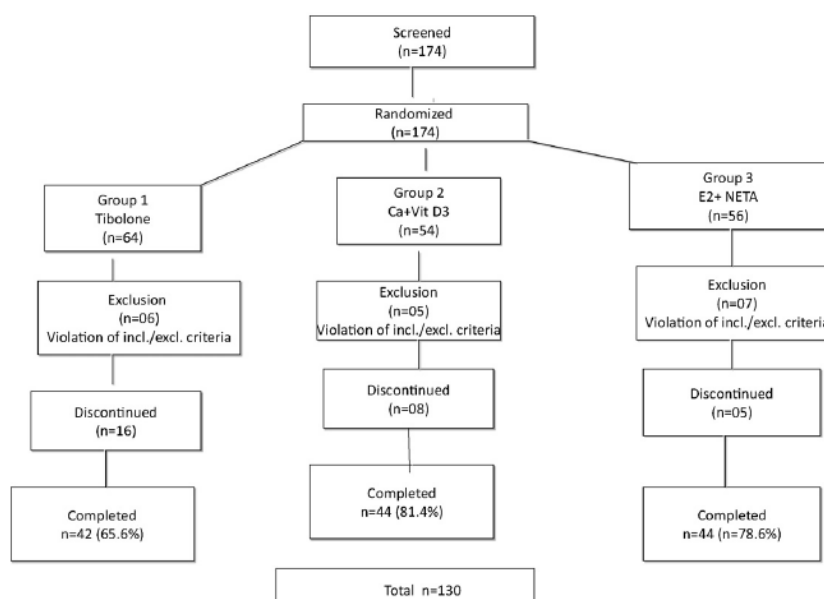 Screened
(n=174)
Randomized
(n=174)
Group 1
Tibolone
(n=64)
Group 2
Ca+Vit D3
(n=54)
Group 3
E2+ NETA
(n=56)
Exclusion
(n=06)
Violation of incl./excl. criteria
Exclusion
(n=05)
Violation of incl./excl. criteria
Exclusion
(n=07)
Violation of incl./excl. criteria
Discontinued
(n=16)
Discontinued
(n=08)
Discontinued
(n=05)
Completed
n=42 (65.6%)
Completed
n=44 (81.4%)
Completed
n=44 (n=78.6%)
Total n=130